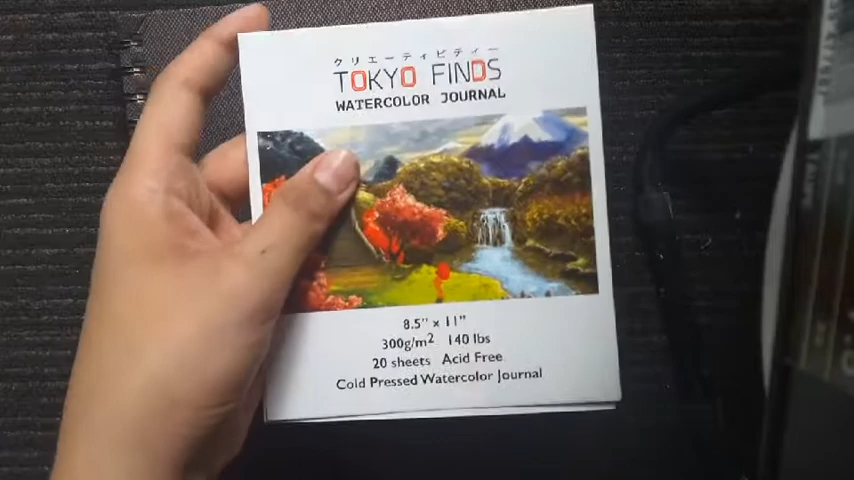 クリエーティビティー
TOKYO FINDS
WATERCOLOR JOURNAL
8.5" x 11"
300g/m² 140 lbs
20 sheets Acid Free
Cold Pressed Watercolor Journal